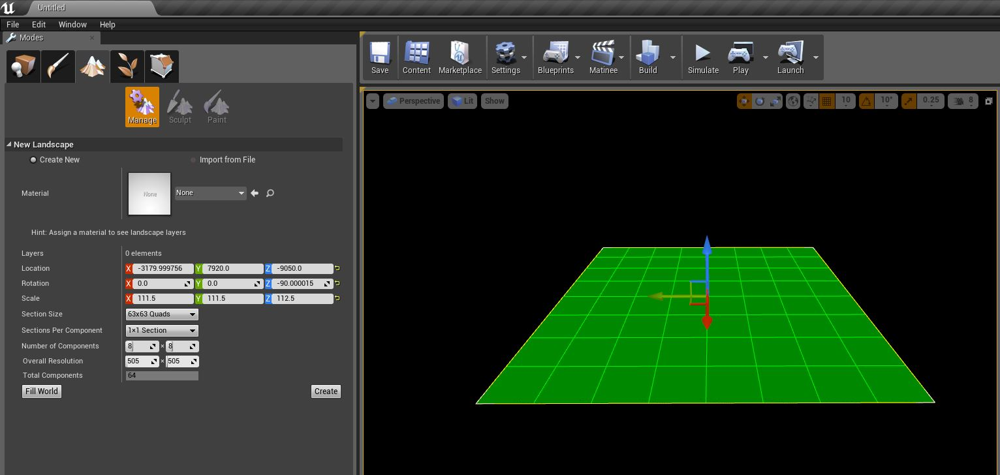 Untitled
File Edit Window Help
Modes
Save Content Marketplace Settings Blueprints Matinee Build Simulate Play Launch
Manage Sculpt Paint
Perspective Lit Show 10 10° 0.25 8
New Landscape
Create New Import from File
Material None None
Hint: Assign a material to see landscape layers
Layers 0 elements
Location X -3179.999756 Y 7920.0 Z -9050.0
Rotation X 0.0 Y 0.0 Z -90.000015
Scale X 111.5 Y 111.5 Z 112.5
Section Size 63x63 Quads
Sections Per Component 1×1 Section
Number of Components 8 × 8
Overall Resolution 505 × 505
Total Components 64
Fill World Create